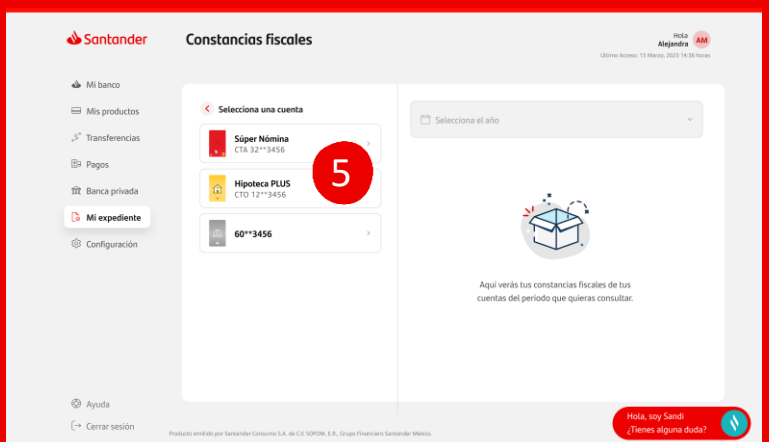 Santander
Constancias fiscales
Hola
Alejandra
AM
Último Acceso: 15 Marzo, 2023 14:36 horas
Mi banco
Mis productos
Transferencias
Pagos
Banca privada
Mi expediente
Configuración
Selecciona una cuenta
Súper Nómina
CTA 32**3456
Hipoteca PLUS
CTO 12**3456
60**3456
5
Selecciona el año
Aquí verás tus constancias fiscales de tus
cuentas del periodo que quieras consultar.
Ayuda
Cerrar sesión
Producto emitido por Santander Consumo S.A. de C.V. SOFOM, E.R., Grupo Financiero Santander México.
Hola, soy Sandi
¿Tienes alguna duda?